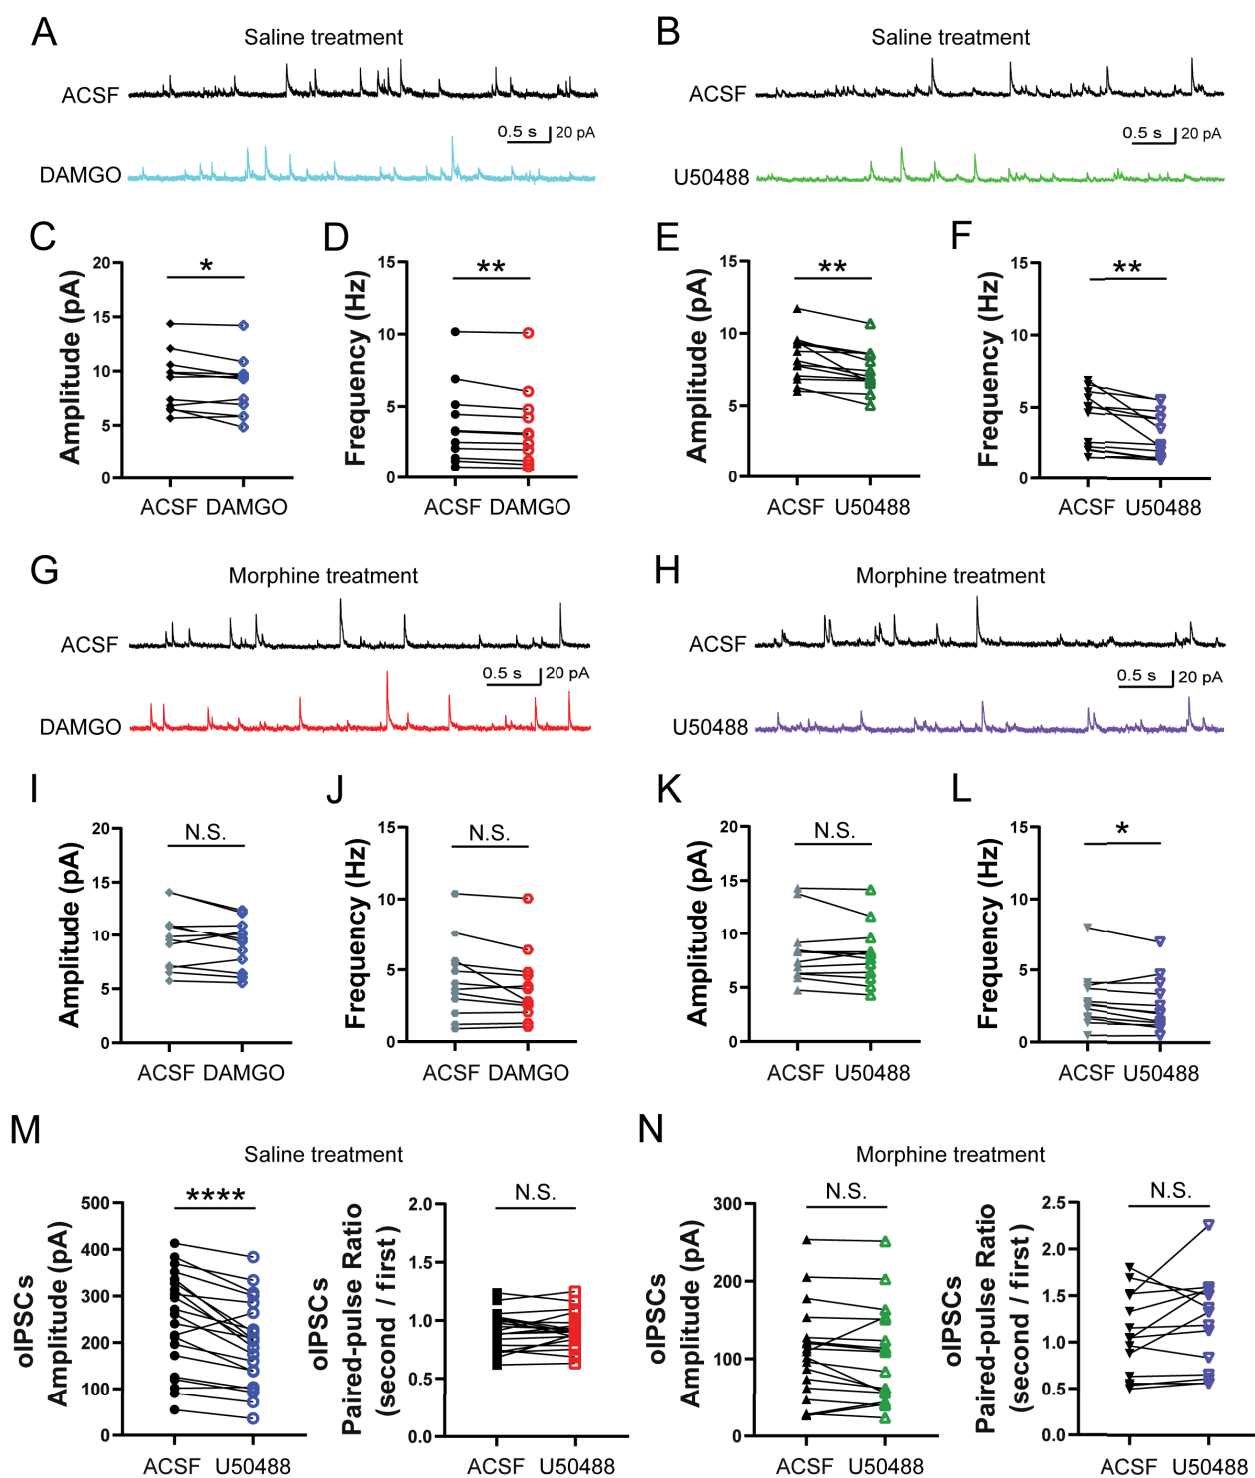 A
Saline treatment
ACSF
0.5 s 20 pA
DAMGO
B
Saline treatment
ACSF
0.5 s 20 pA
U50488
C
Amplitude (pA)
20
15
10
5
0
*
ACSF DAMGO
D
Frequency (Hz)
15
10
5
0
**
ACSF DAMGO
E
Amplitude (pA)
15
10
5
0
**
ACSF U50488
F
Frequency (Hz)
15
10
5
0
**
ACSF U50488
G
Morphine treatment
ACSF
0.5 s 20 pA
DAMGO
H
Morphine treatment
ACSF
0.5 s 20 pA
U50488
I
Amplitude (pA)
20
15
10
5
0
N.S.
ACSF DAMGO
J
Frequency (Hz)
15
10
5
0
N.S.
ACSF DAMGO
K
Amplitude (pA)
20
15
10
5
0
N.S.
ACSF U50488
L
Frequency (Hz)
15
10
5
0
*
ACSF U50488
M
Saline treatment
oIPSCs
Amplitude (pA)
500
400
300
200
100
0
****
ACSF U50488
oIPSCs
Paired-pulse Ratio
(second / first )
2.0
1.5
1.0
0.5
0.0
N.S.
ACSF U50488
N
Morphine treatment
oIPSCs
Amplitude (pA)
300
200
100
0
N.S.
ACSF U50488
oIPSCs
Paired-pulse Ratio
(second / first )
2.5
2.0
1.5
1.0
0.5
0.0
N.S.
ACSF U50488